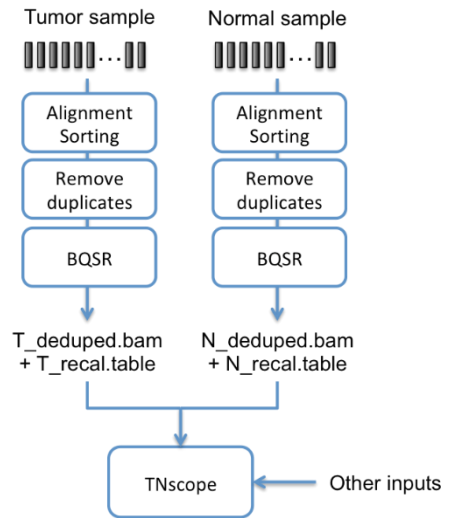 Tumor sample
Normal sample
Alignment
Sorting
Alignment
Sorting
Remove
duplicates
Remove
duplicates
BQSR
BQSR
T_deduped.bam
+ T_recal.table
N_deduped.bam
+ N_recal.table
TNscope
Other inputs